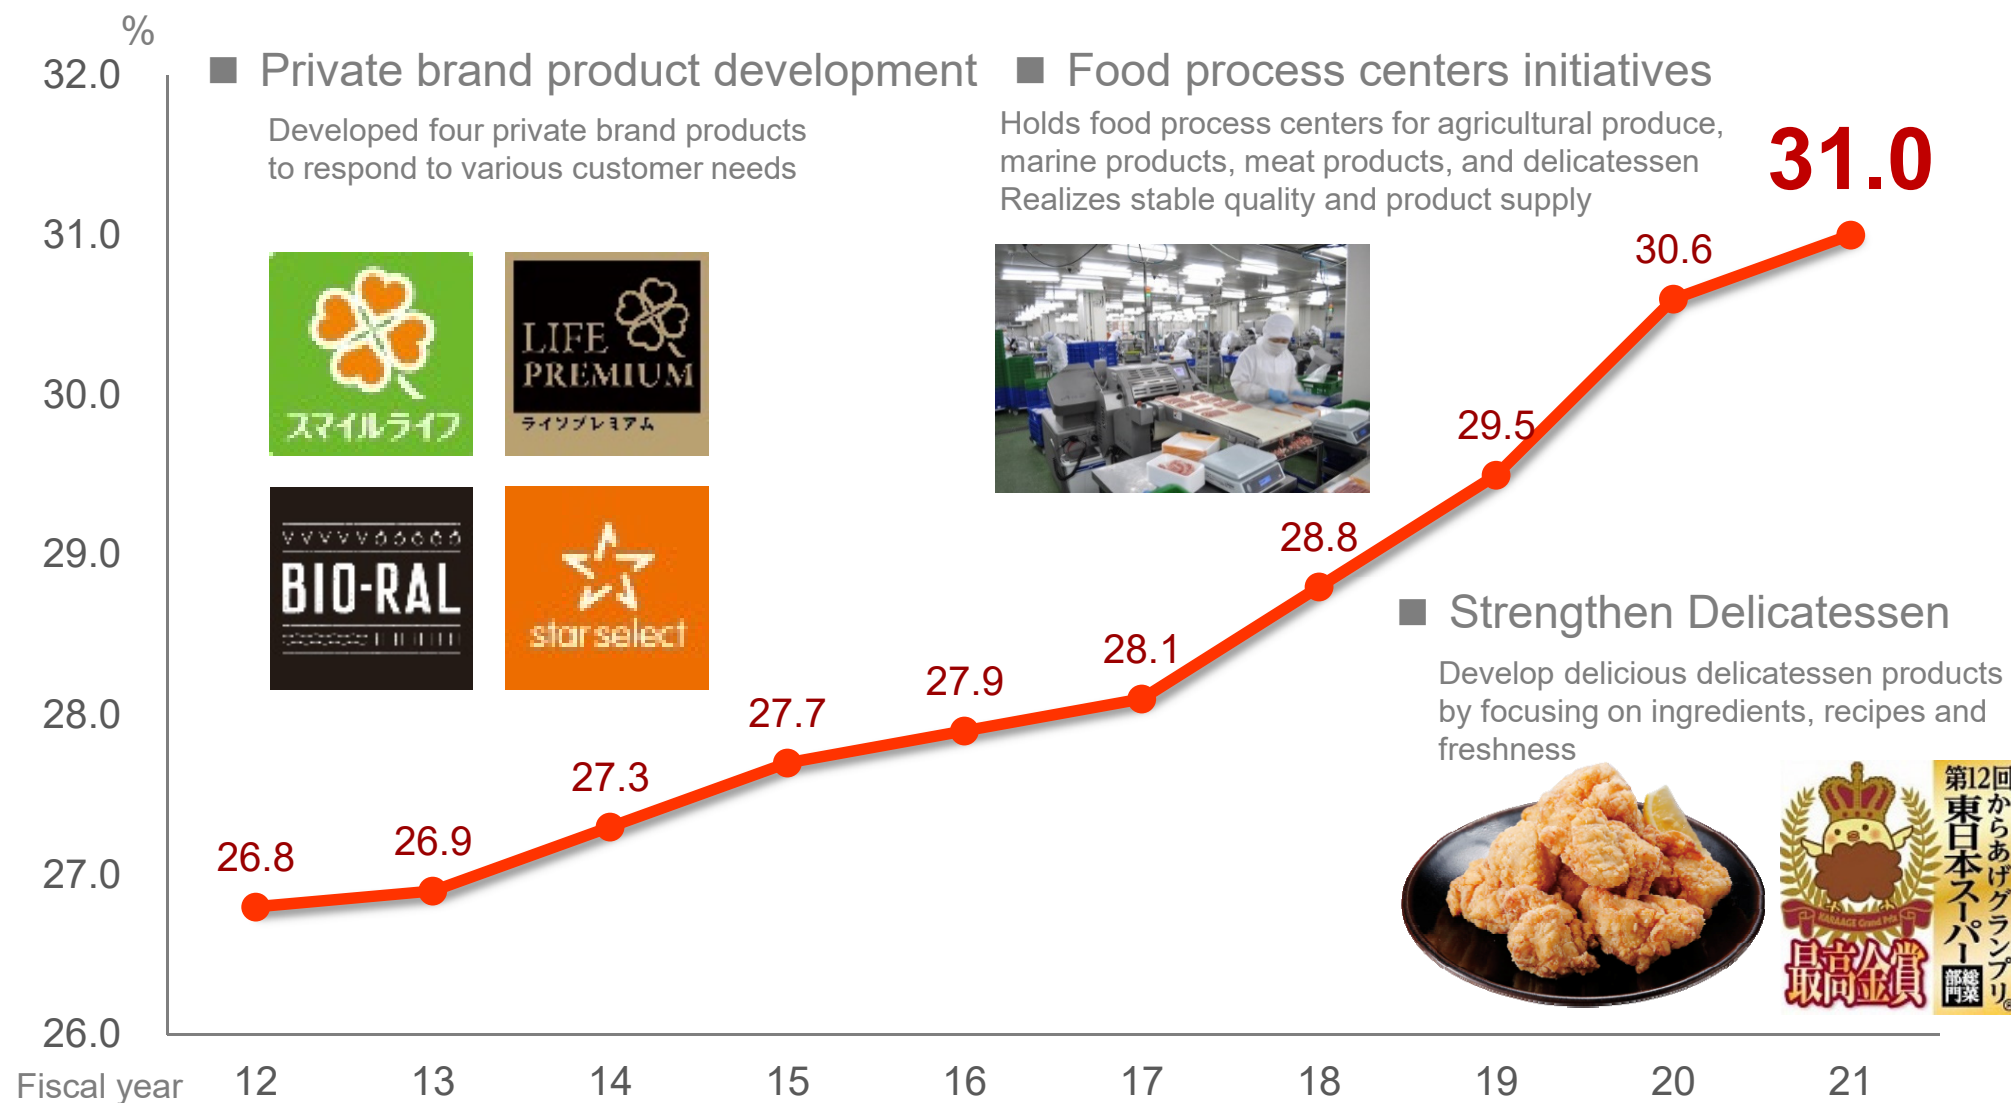 %
32.0
31.0
30.0
29.0
28.0
27.0
26.0
■ Private brand product development
Developed four private brand products
to respond to various customer needs
スマイルライフ
LIFE
PREMIUM
ライフプレミアム
BIO-RAL
star select
■ Food process centers initiatives
Holds food process centers for agricultural produce,
marine products, meat products, and delicatessen
Realizes stable quality and product supply
26.8
26.9
27.3
27.7
27.9
28.1
28.8
29.5
30.6
31.0
■ Strengthen Delicatessen
Develop delicious delicatessen products
by focusing on ingredients, recipes and
freshness
KARAAGE Grand Prix
最高金賞
第12回
からあげグランプリ®
東日本スーパー
総菜部門
Fiscal year 12 13 14 15 16 17 18 19 20 21